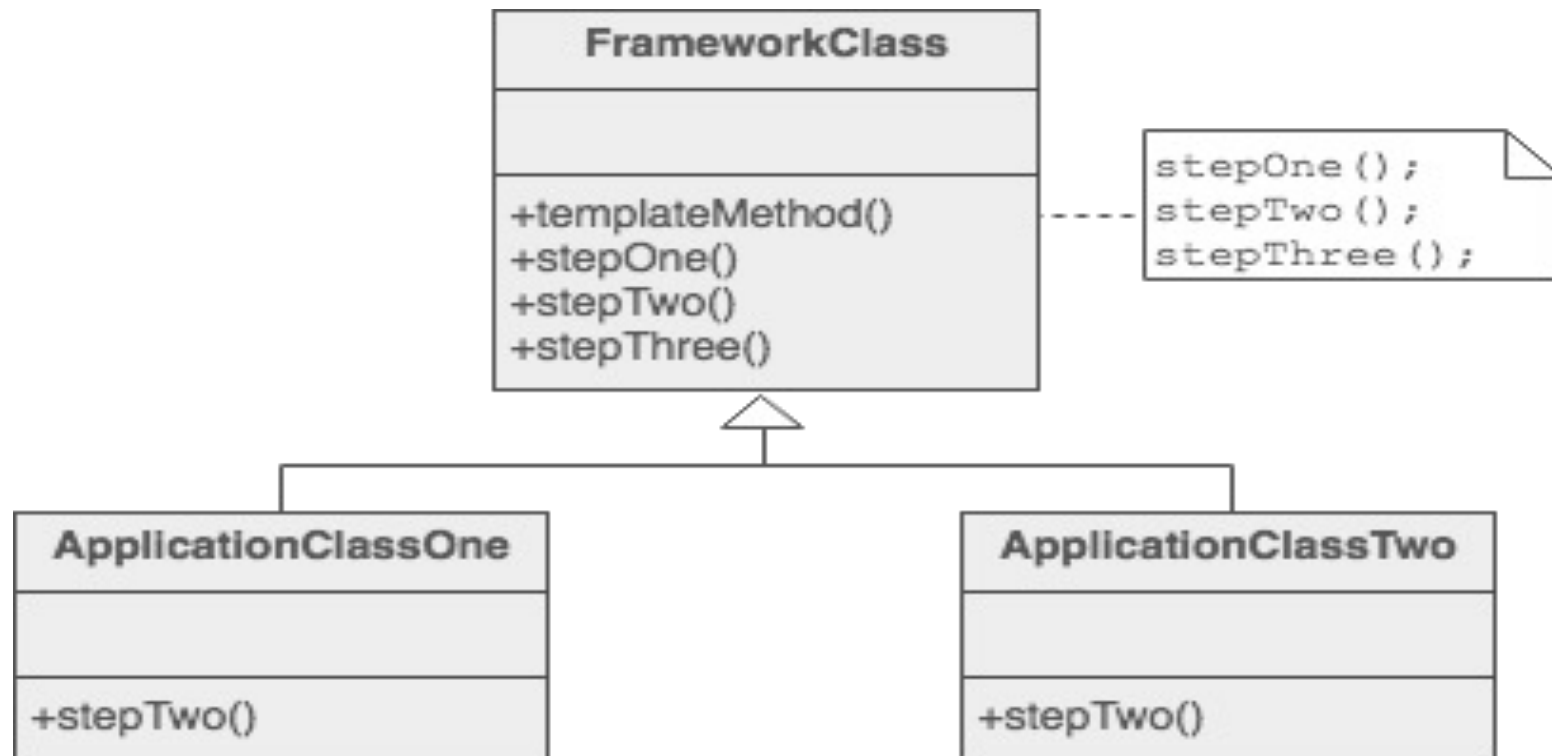 FrameworkClass
+templateMethod()
+stepOne()
+stepTwo()
+stepThree()
stepOne();
stepTwo();
stepThree();
ApplicationClassOne
+stepTwo()
ApplicationClassTwo
+stepTwo()